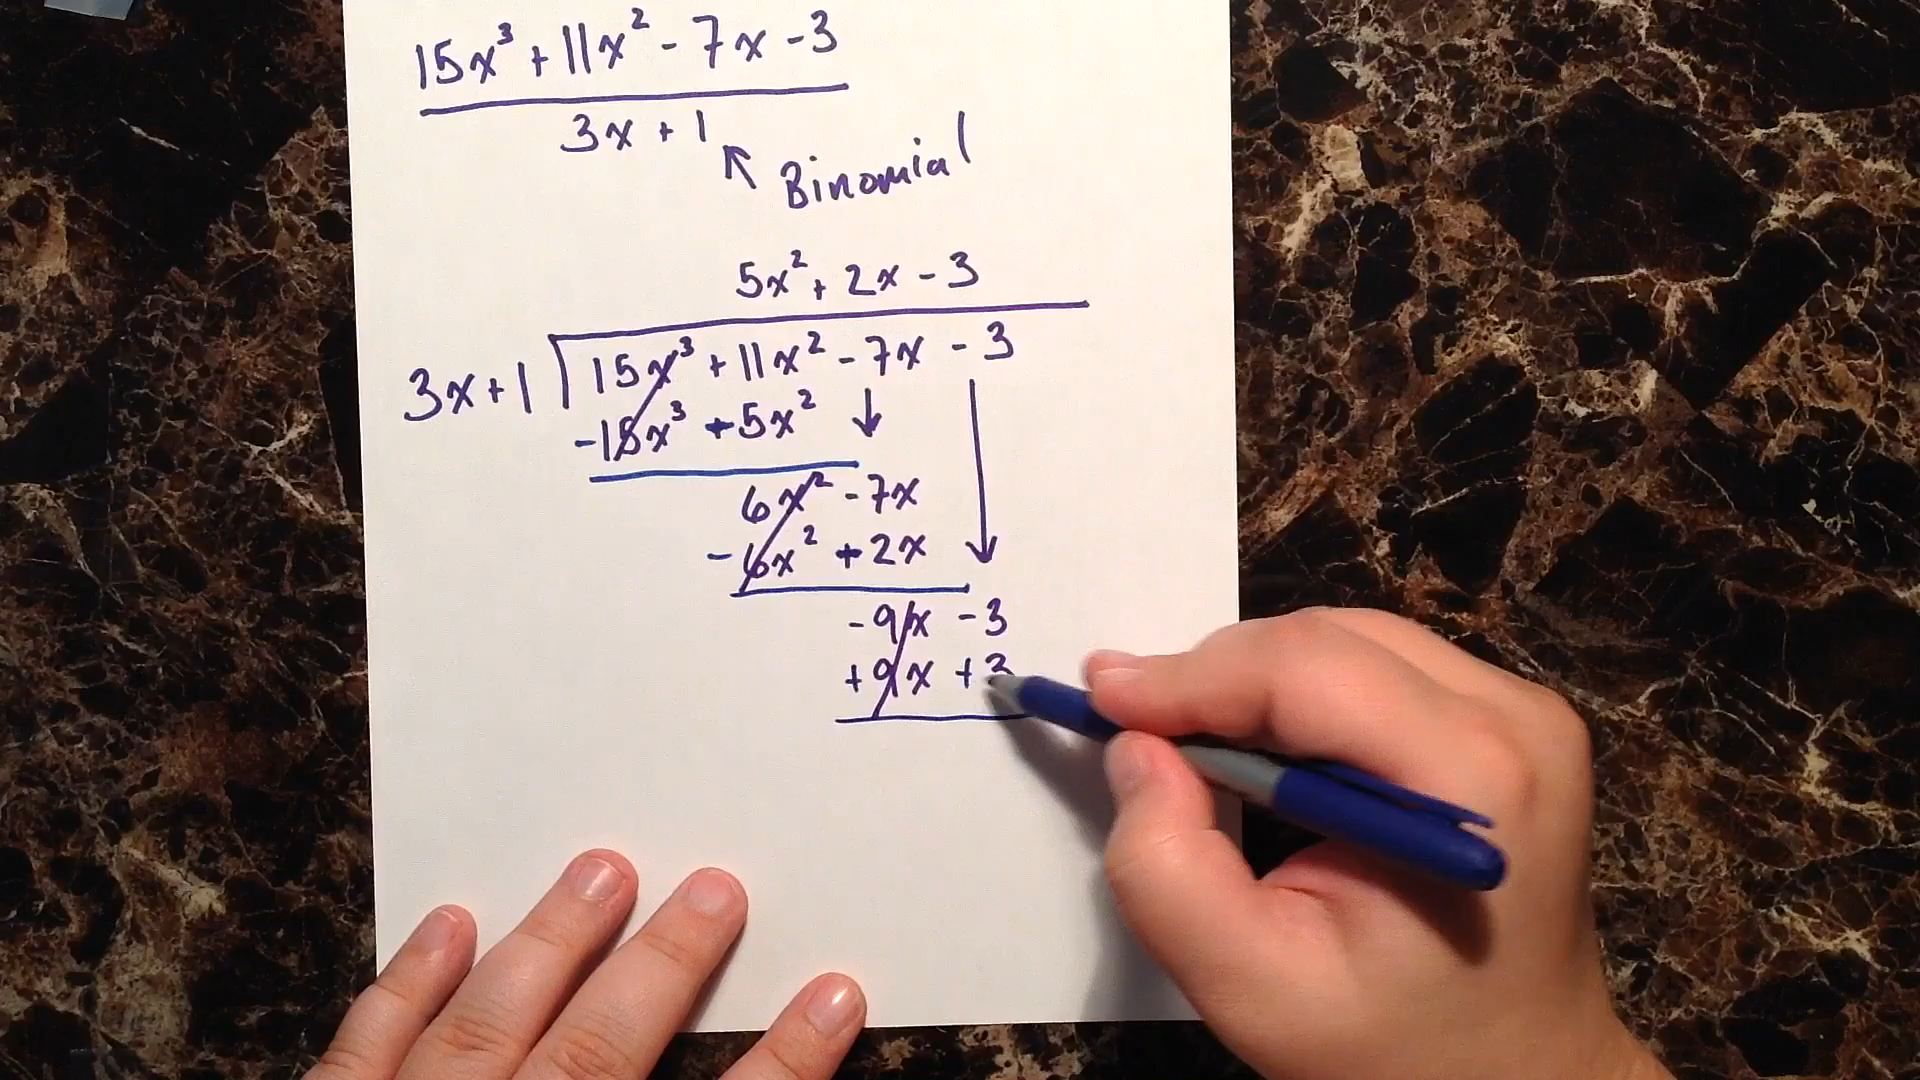 15x³ + 11x² - 7x - 3
3x + 1
Binomial
5x² + 2x - 3
3x + 1 15x³ + 11x² - 7x - 3
-15x³ + 5x²
6x² - 7x
-6x² + 2x
-9x - 3
+9x + 3